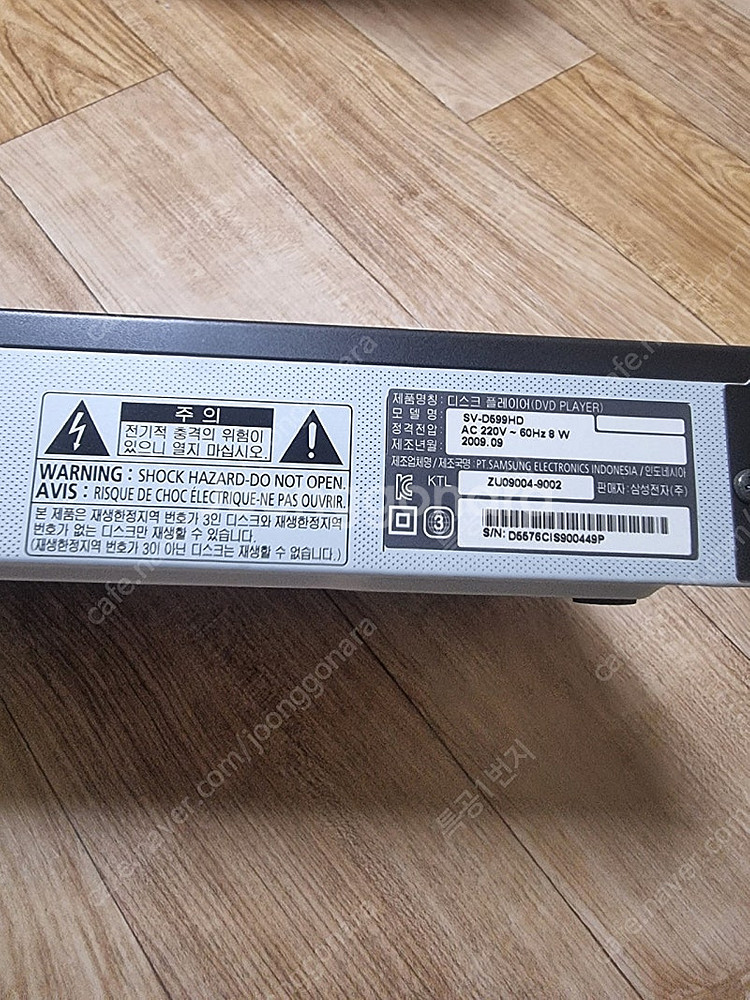 주 의
전기적 충격의 위험이
있으니 열지 마십시오.
WARNING : SHOCK HAZARD-DO NOT OPEN.
AVIS : RISQUE DE CHOC ÉLECTRIQUE-NE PAS OUVRIR.
본 제품은 재생한정지역 번호가 3인 디스크와 재생한정지역
번호가 없는 디스크만 재생할 수 있습니다.
(재생한정지역 번호가 3이 아닌 디스크는 재생할 수 없습니다.)
제품명칭 : 디스크 플레이어(DVD PLAYER)
모 델 명 : SV-D699HD
정격전압 : AC 220V ~ 60Hz 8 W
제조년월 : 2009.09
제조업체명 / 제조국명 : PT.SAMSUNG ELECTRONICS INDONESIA / 인도네시아
KTL ZU09004-9002 판매자 : 삼성전자(주)
3
S/N: D5576CIS900449P
cafe.naver.com/joonggonara
특공1번지